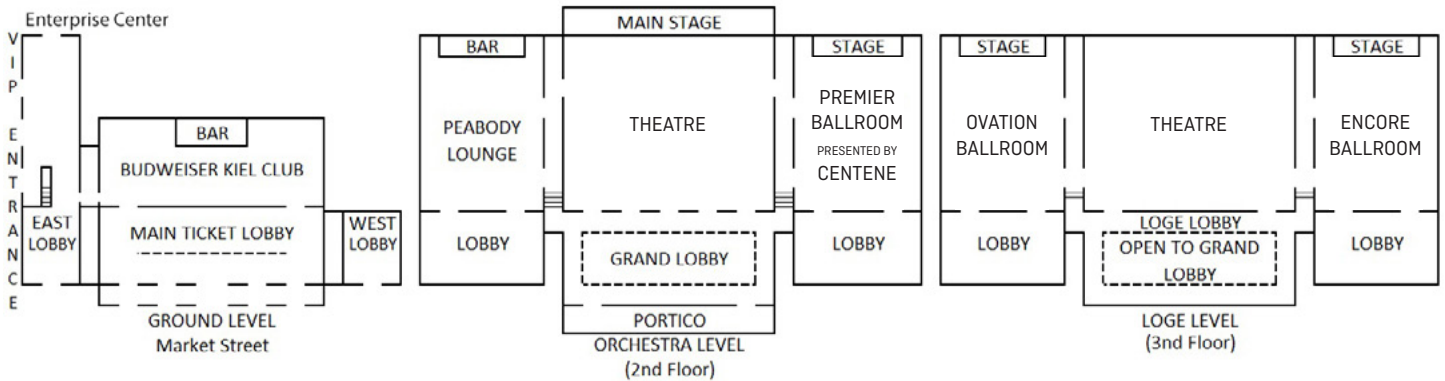 Enterprise Center
VIP ENTRANCE
BAR
BUDWEISER KIEL CLUB
EAST
LOBBY
MAIN TICKET LOBBY
WEST
LOBBY
GROUND LEVEL
Market Street
MAIN STAGE
BAR
STAGE
PEABODY
LOUNGE
THEATRE
PREMIER
BALLROOM
PRESENTED BY
CENTENE
LOBBY
GRAND LOBBY
LOBBY
PORTICO
ORCHESTRA LEVEL
(2nd Floor)
STAGE
STAGE
OVATION
BALLROOM
THEATRE
ENCORE
BALLROOM
LOGE LOBBY
LOBBY
OPEN TO GRAND
LOBBY
LOBBY
LOGE LEVEL
(3nd Floor)